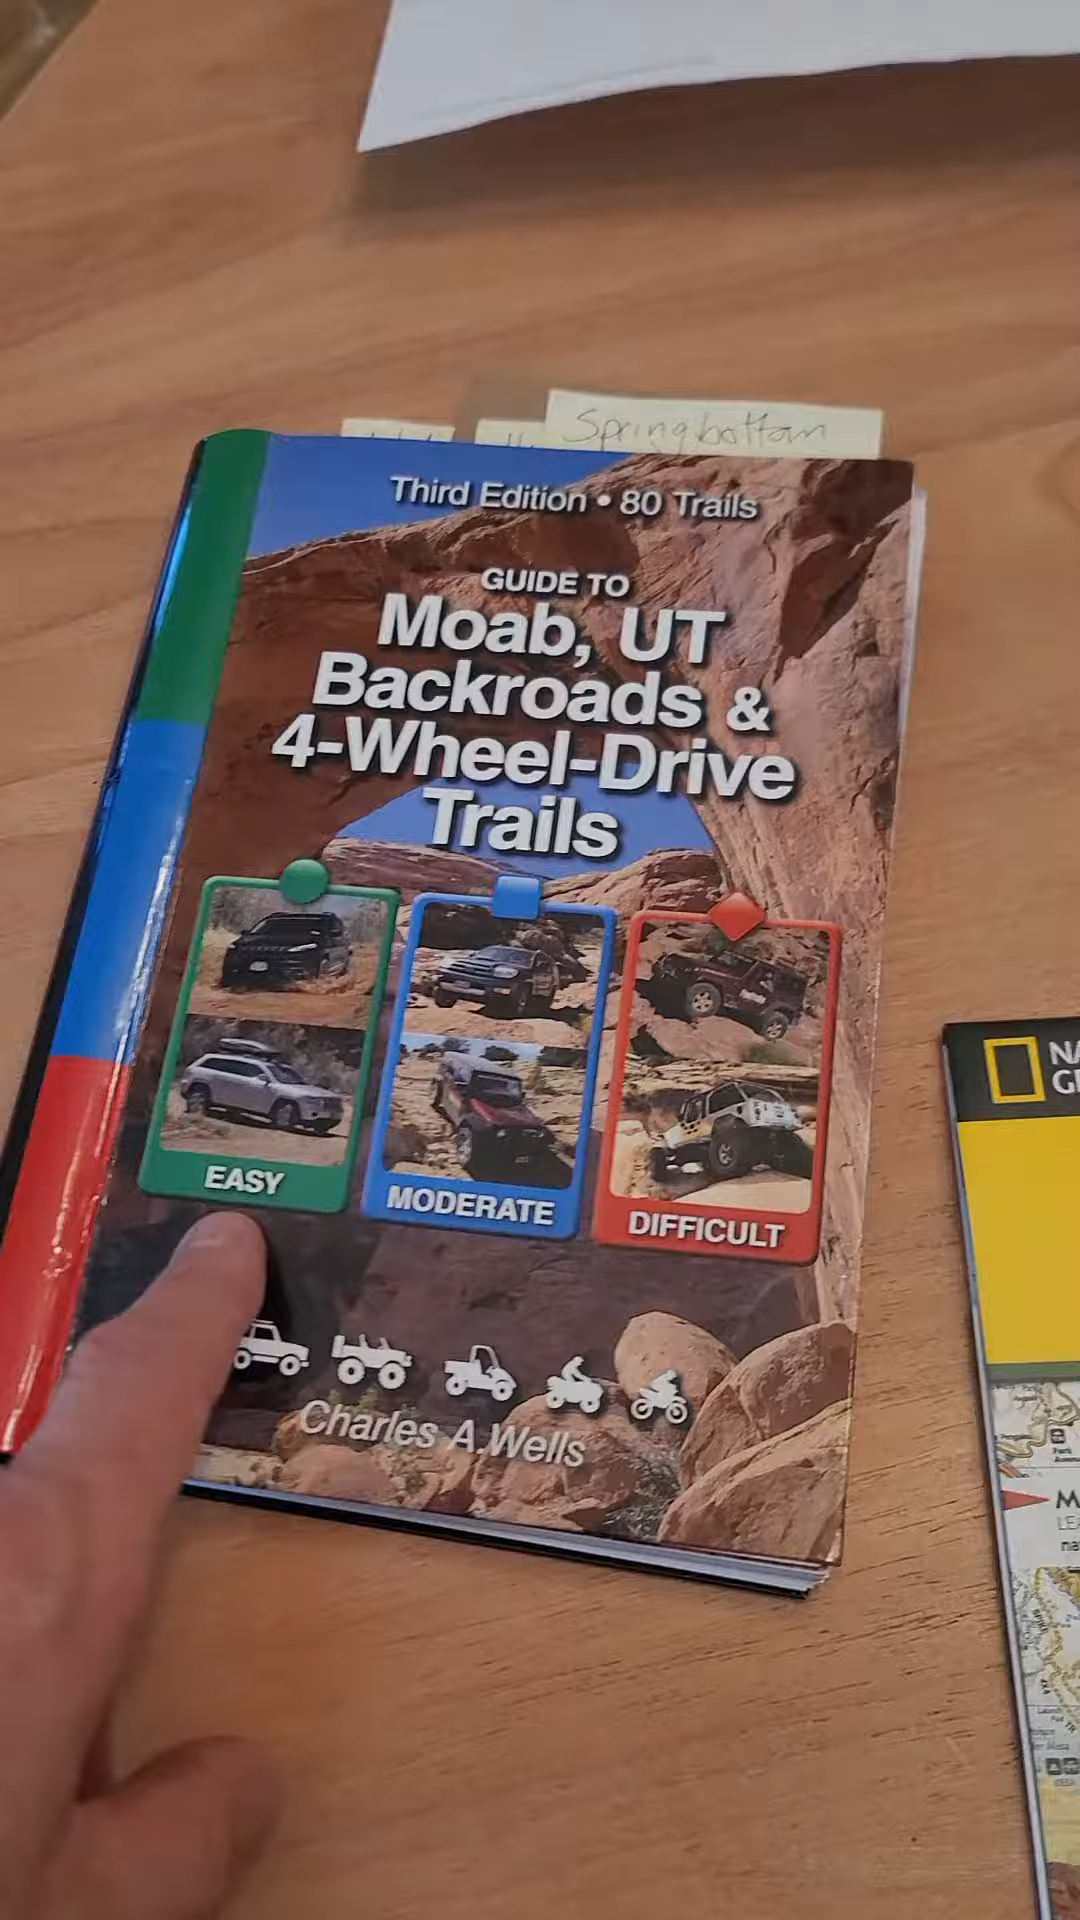 Springbottom
Third Edition • 80 Trails
GUIDE TO
Moab, UT
Backroads &
4-Wheel-Drive
Trails
EASY
MODERATE
DIFFICULT
Charles A.Wells